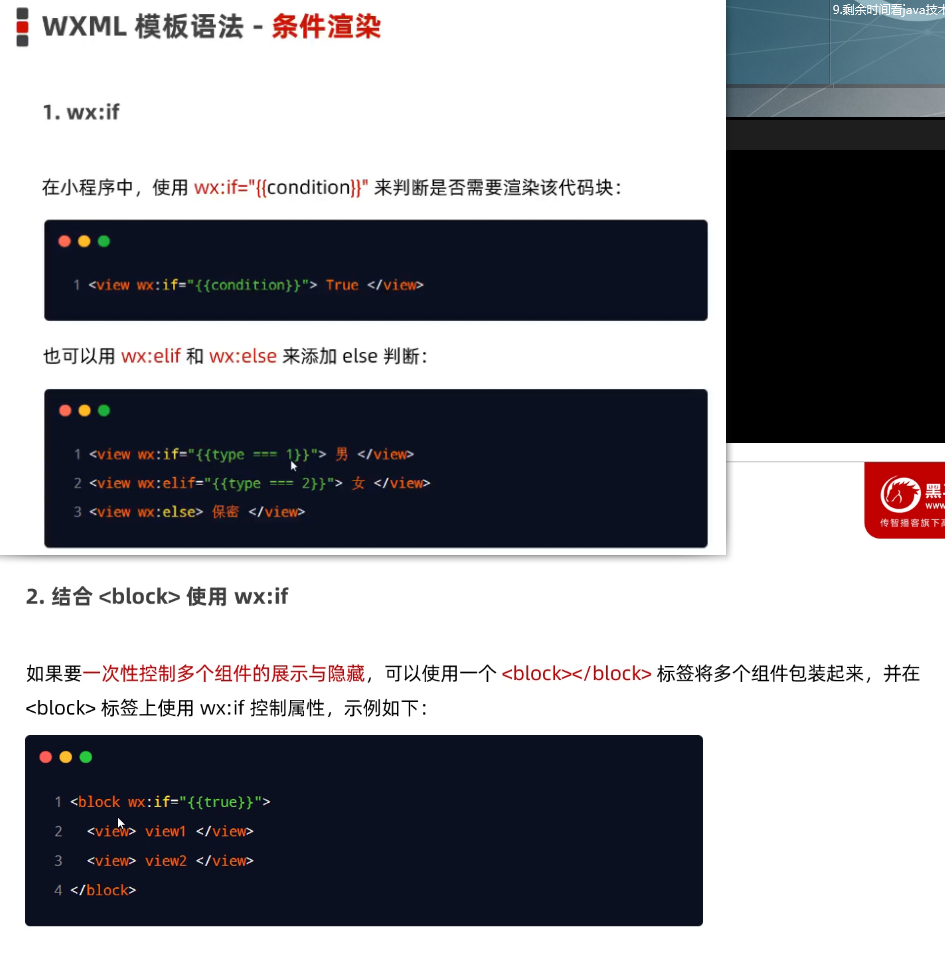 WXML 模板语法 - 条件渲染
9.剩余时间看java技术
1. wx:if
在小程序中，使用 wx:if="{{condition}}" 来判断是否需要渲染该代码块：
1 <view wx:if="{{condition}}"> True </view>
也可以用 wx:elif 和 wx:else 来添加 else 判断：
1 <view wx:if="{{type === 1}}"> 男 </view>
2 <view wx:elif="{{type === 2}}"> 女 </view>
3 <view wx:else> 保密 </view>
黑
www
传智播客旗下高
2. 结合 <block> 使用 wx:if
如果要一次性控制多个组件的展示与隐藏，可以使用一个 <block></block> 标签将多个组件包装起来，并在
<block> 标签上使用 wx:if 控制属性，示例如下：
1 <block wx:if="{{true}}">
2 <view> view1 </view>
3 <view> view2 </view>
4 </block>